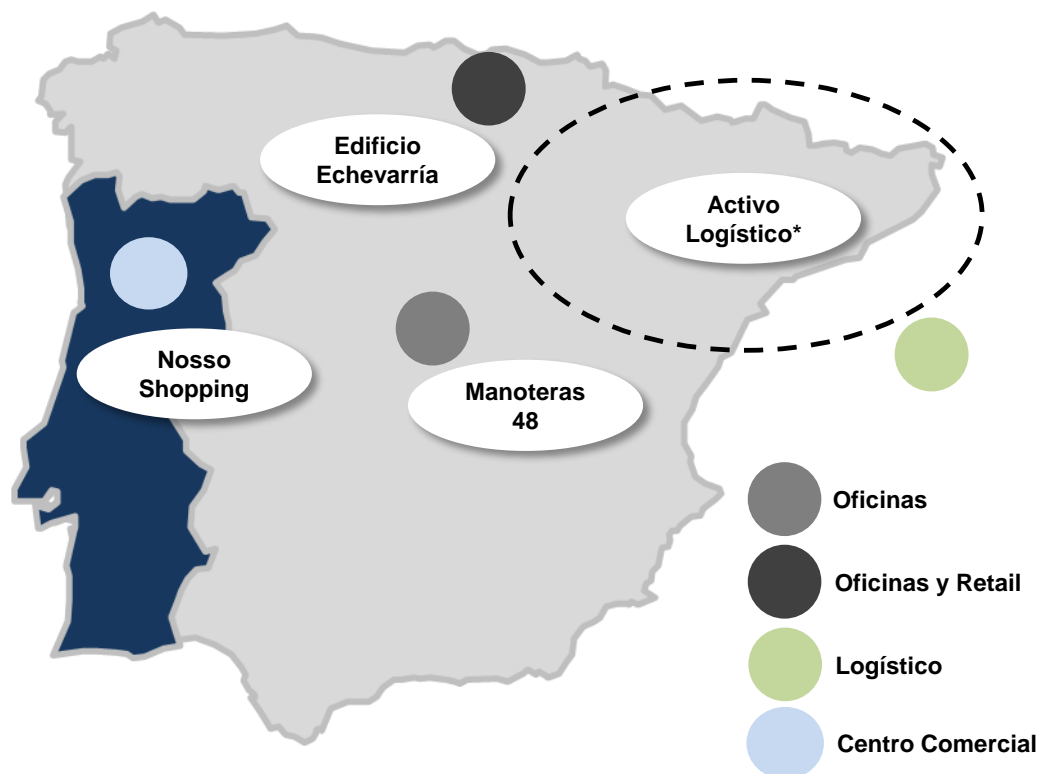 Edificio
Echevarría
Activo
Logístico*
Nosso
Shopping
Manoteras
48
Oficinas
Oficinas y Retail
Logístico
Centro Comercial